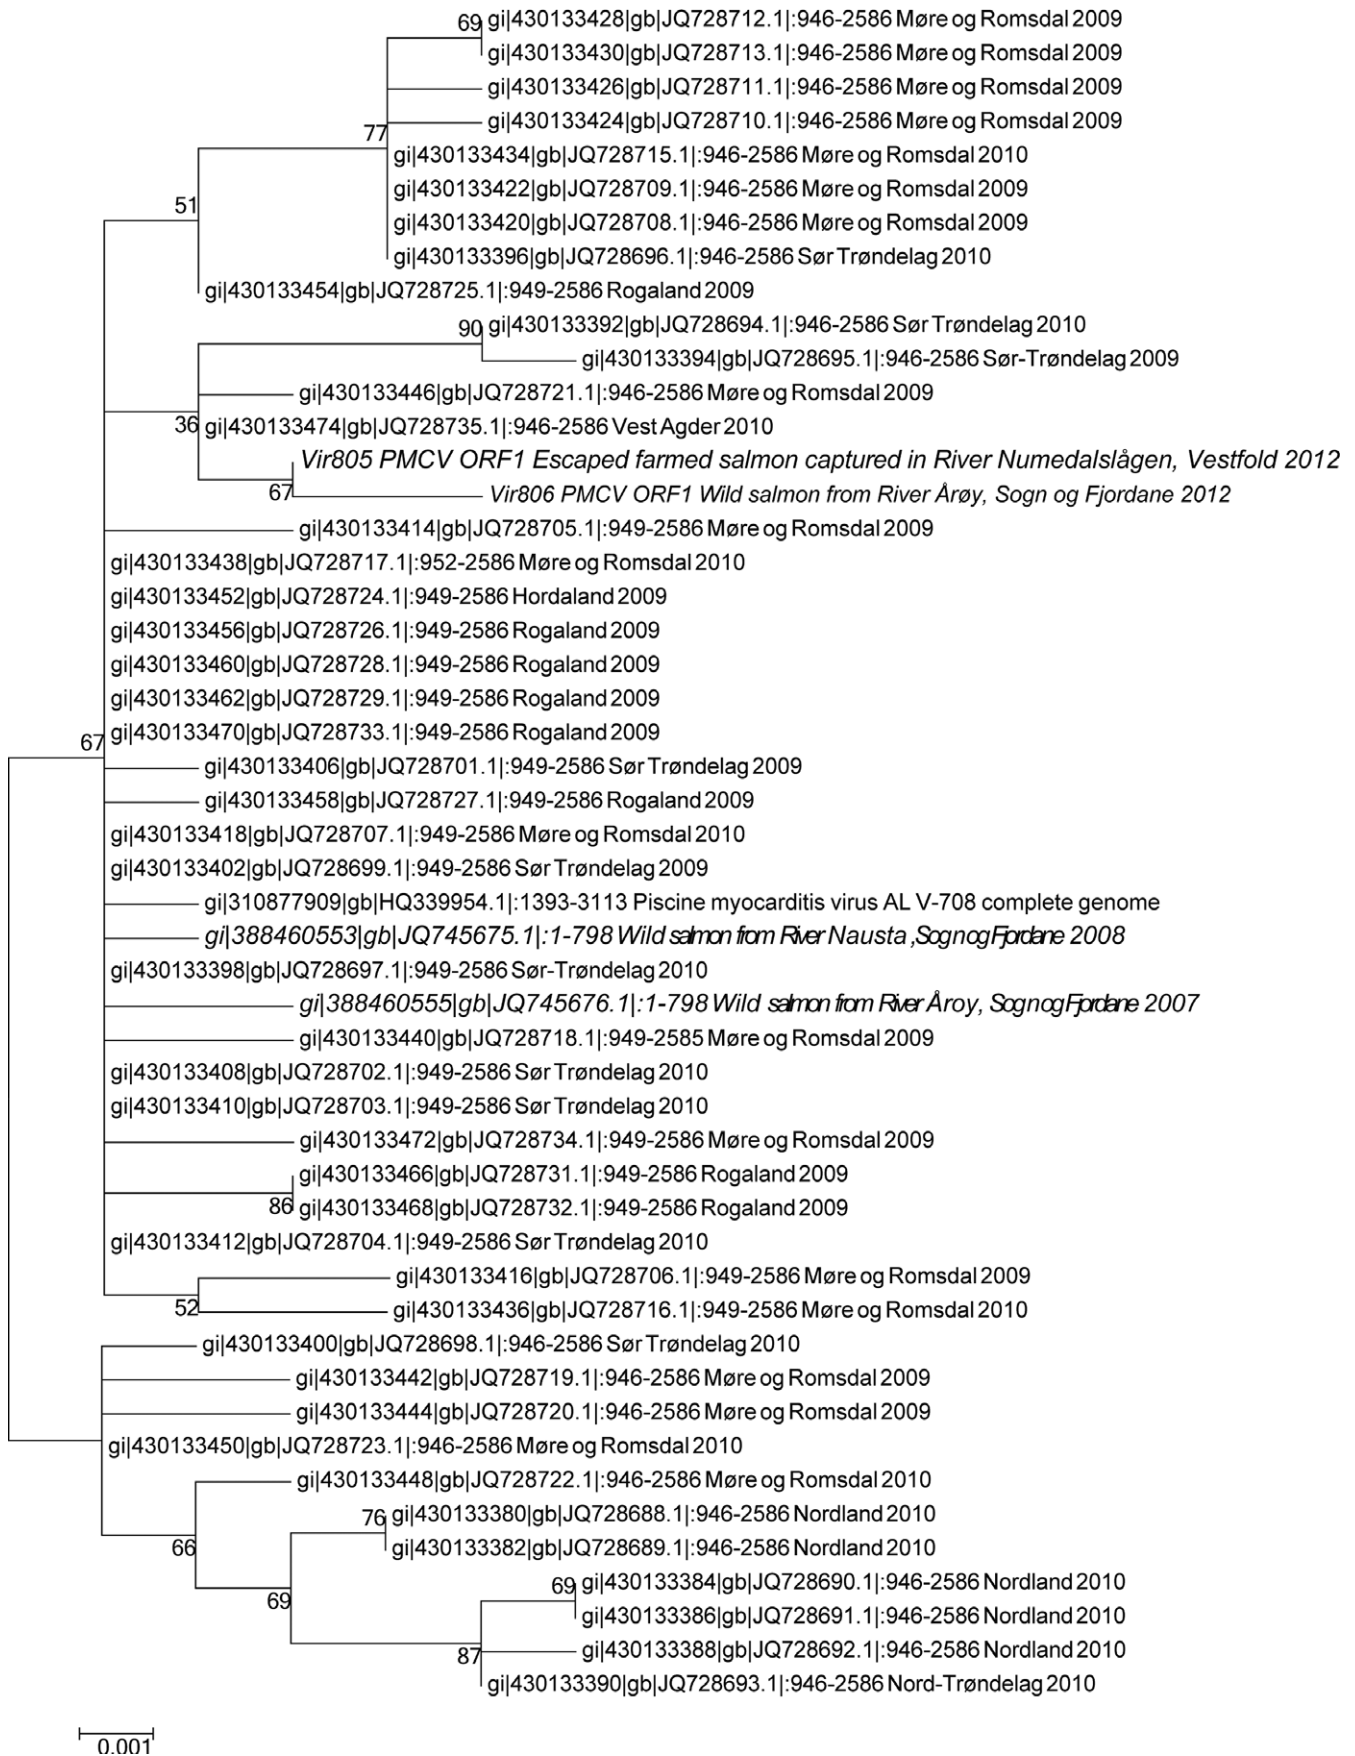 69
gi|430133428|gb|JQ728712.1|:946-2586 Møre og Romsdal 2009
gi|430133430|gb|JQ728713.1|:946-2586 Møre og Romsdal 2009
gi|430133426|gb|JQ728711.1|:946-2586 Møre og Romsdal 2009
gi|430133424|gb|JQ728710.1|:946-2586 Møre og Romsdal 2009
77
gi|430133434|gb|JQ728715.1|:946-2586 Møre og Romsdal 2010
gi|430133422|gb|JQ728709.1|:946-2586 Møre og Romsdal 2009
51
gi|430133420|gb|JQ728708.1|:946-2586 Møre og Romsdal 2009
gi|430133396|gb|JQ728696.1|:946-2586 Sør Trøndelag 2010
gi|430133454|gb|JQ728725.1|:949-2586 Rogaland 2009
90
gi|430133392|gb|JQ728694.1|:946-2586 Sør Trøndelag 2010
gi|430133394|gb|JQ728695.1|:946-2586 Sør-Trøndelag 2009
gi|430133446|gb|JQ728721.1|:946-2586 Møre og Romsdal 2009
36
gi|430133474|gb|JQ728735.1|:946-2586 Vest Agder 2010
Vir805 PMCV ORF1 Escaped farmed salmon captured in River Numedalslågen, Vestfold 2012
67
Vir806 PMCV ORF1 Wild salmon from River Årøy, Sogn og Fjordane 2012
gi|430133414|gb|JQ728705.1|:949-2586 Møre og Romsdal 2009
gi|430133438|gb|JQ728717.1|:952-2586 Møre og Romsdal 2010
gi|430133452|gb|JQ728724.1|:949-2586 Hordaland 2009
gi|430133456|gb|JQ728726.1|:949-2586 Rogaland 2009
gi|430133460|gb|JQ728728.1|:949-2586 Rogaland 2009
gi|430133462|gb|JQ728729.1|:949-2586 Rogaland 2009
gi|430133470|gb|JQ728733.1|:949-2586 Rogaland 2009
67
gi|430133406|gb|JQ728701.1|:949-2586 Sør Trøndelag 2009
gi|430133458|gb|JQ728727.1|:949-2586 Rogaland 2009
gi|430133418|gb|JQ728707.1|:949-2586 Møre og Romsdal 2010
gi|430133402|gb|JQ728699.1|:949-2586 Sør Trøndelag 2009
gi|310877909|gb|HQ339954.1|:1393-3113 Piscine myocarditis virus AL V-708 complete genome
gi|388460553|gb|JQ745675.1|:1-798 Wild salmon from River Nausta ,Sogn og Fjordane 2008
gi|430133398|gb|JQ728697.1|:949-2586 Sør-Trøndelag 2010
gi|388460555|gb|JQ745676.1|:1-798 Wild salmon from River Åroy, Sogn og Fjordane 2007
gi|430133440|gb|JQ728718.1|:949-2585 Møre og Romsdal 2009
gi|430133408|gb|JQ728702.1|:949-2586 Sør Trøndelag 2010
gi|430133410|gb|JQ728703.1|:949-2586 Sør Trøndelag 2010
gi|430133472|gb|JQ728734.1|:949-2586 Møre og Romsdal 2009
gi|430133466|gb|JQ728731.1|:949-2586 Rogaland 2009
86
gi|430133468|gb|JQ728732.1|:949-2586 Rogaland 2009
gi|430133412|gb|JQ728704.1|:949-2586 Sør Trøndelag 2010
gi|430133416|gb|JQ728706.1|:949-2586 Møre og Romsdal 2009
52
gi|430133436|gb|JQ728716.1|:949-2586 Møre og Romsdal 2010
gi|430133400|gb|JQ728698.1|:946-2586 Sør Trøndelag 2010
gi|430133442|gb|JQ728719.1|:946-2586 Møre og Romsdal 2009
gi|430133444|gb|JQ728720.1|:946-2586 Møre og Romsdal 2009
gi|430133450|gb|JQ728723.1|:946-2586 Møre og Romsdal 2010
gi|430133448|gb|JQ728722.1|:946-2586 Møre og Romsdal 2010
76
gi|430133380|gb|JQ728688.1|:946-2586 Nordland 2010
66
gi|430133382|gb|JQ728689.1|:946-2586 Nordland 2010
69
gi|430133384|gb|JQ728690.1|:946-2586 Nordland 2010
69
gi|430133386|gb|JQ728691.1|:946-2586 Nordland 2010
87
gi|430133388|gb|JQ728692.1|:946-2586 Nordland 2010
gi|430133390|gb|JQ728693.1|:946-2586 Nord-Trøndelag 2010
0.001